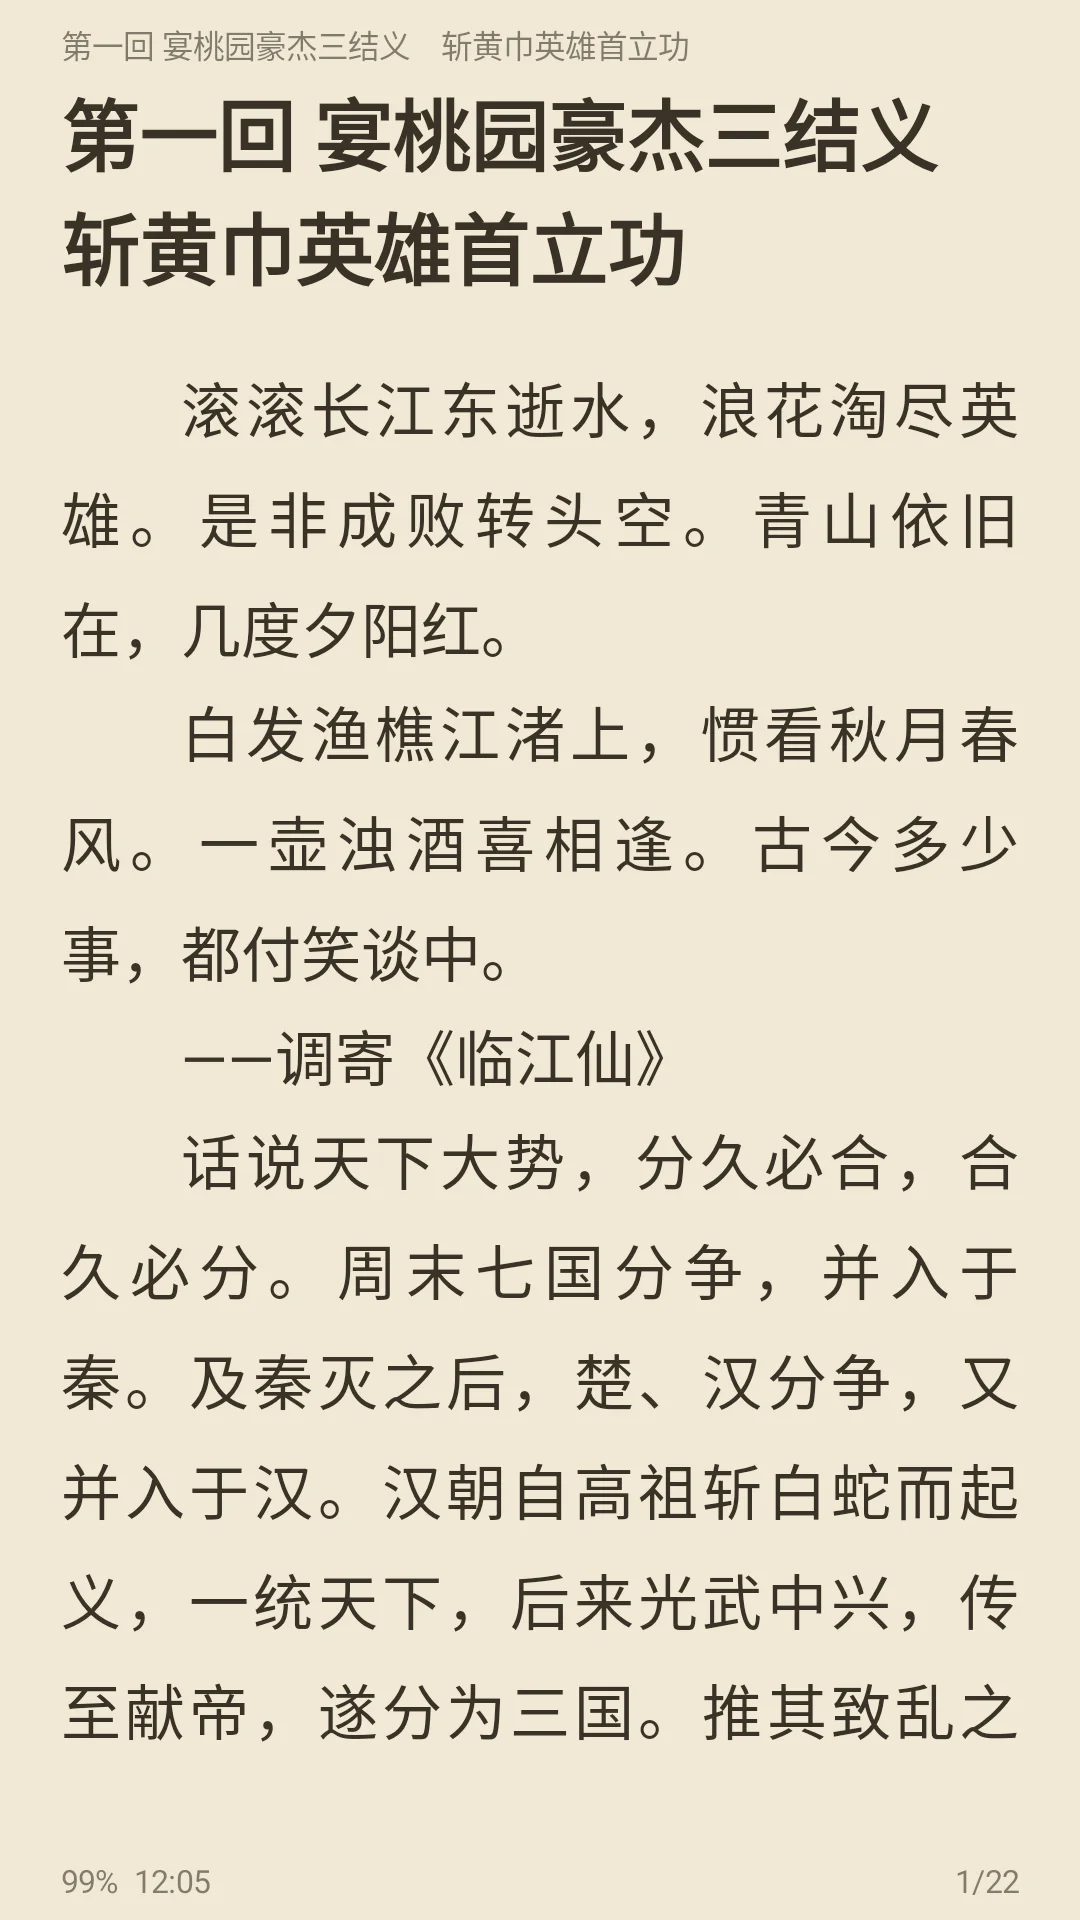 第一回 宴桃园豪杰三结义　斩黄巾英雄首立功
第一回 宴桃园豪杰三结义
斩黄巾英雄首立功
滚滚长江东逝水，浪花淘尽英
雄。是非成败转头空。青山依旧
在，几度夕阳红。
白发渔樵江渚上，惯看秋月春
风。一壶浊酒喜相逢。古今多少
事，都付笑谈中。
——调寄《临江仙》
话说天下大势，分久必合，合
久必分。周末七国分争，并入于
秦。及秦灭之后，楚、汉分争，又
并入于汉。汉朝自高祖斩白蛇而起
义，一统天下，后来光武中兴，传
至献帝，遂分为三国。推其致乱之
99% 12:05
1/22